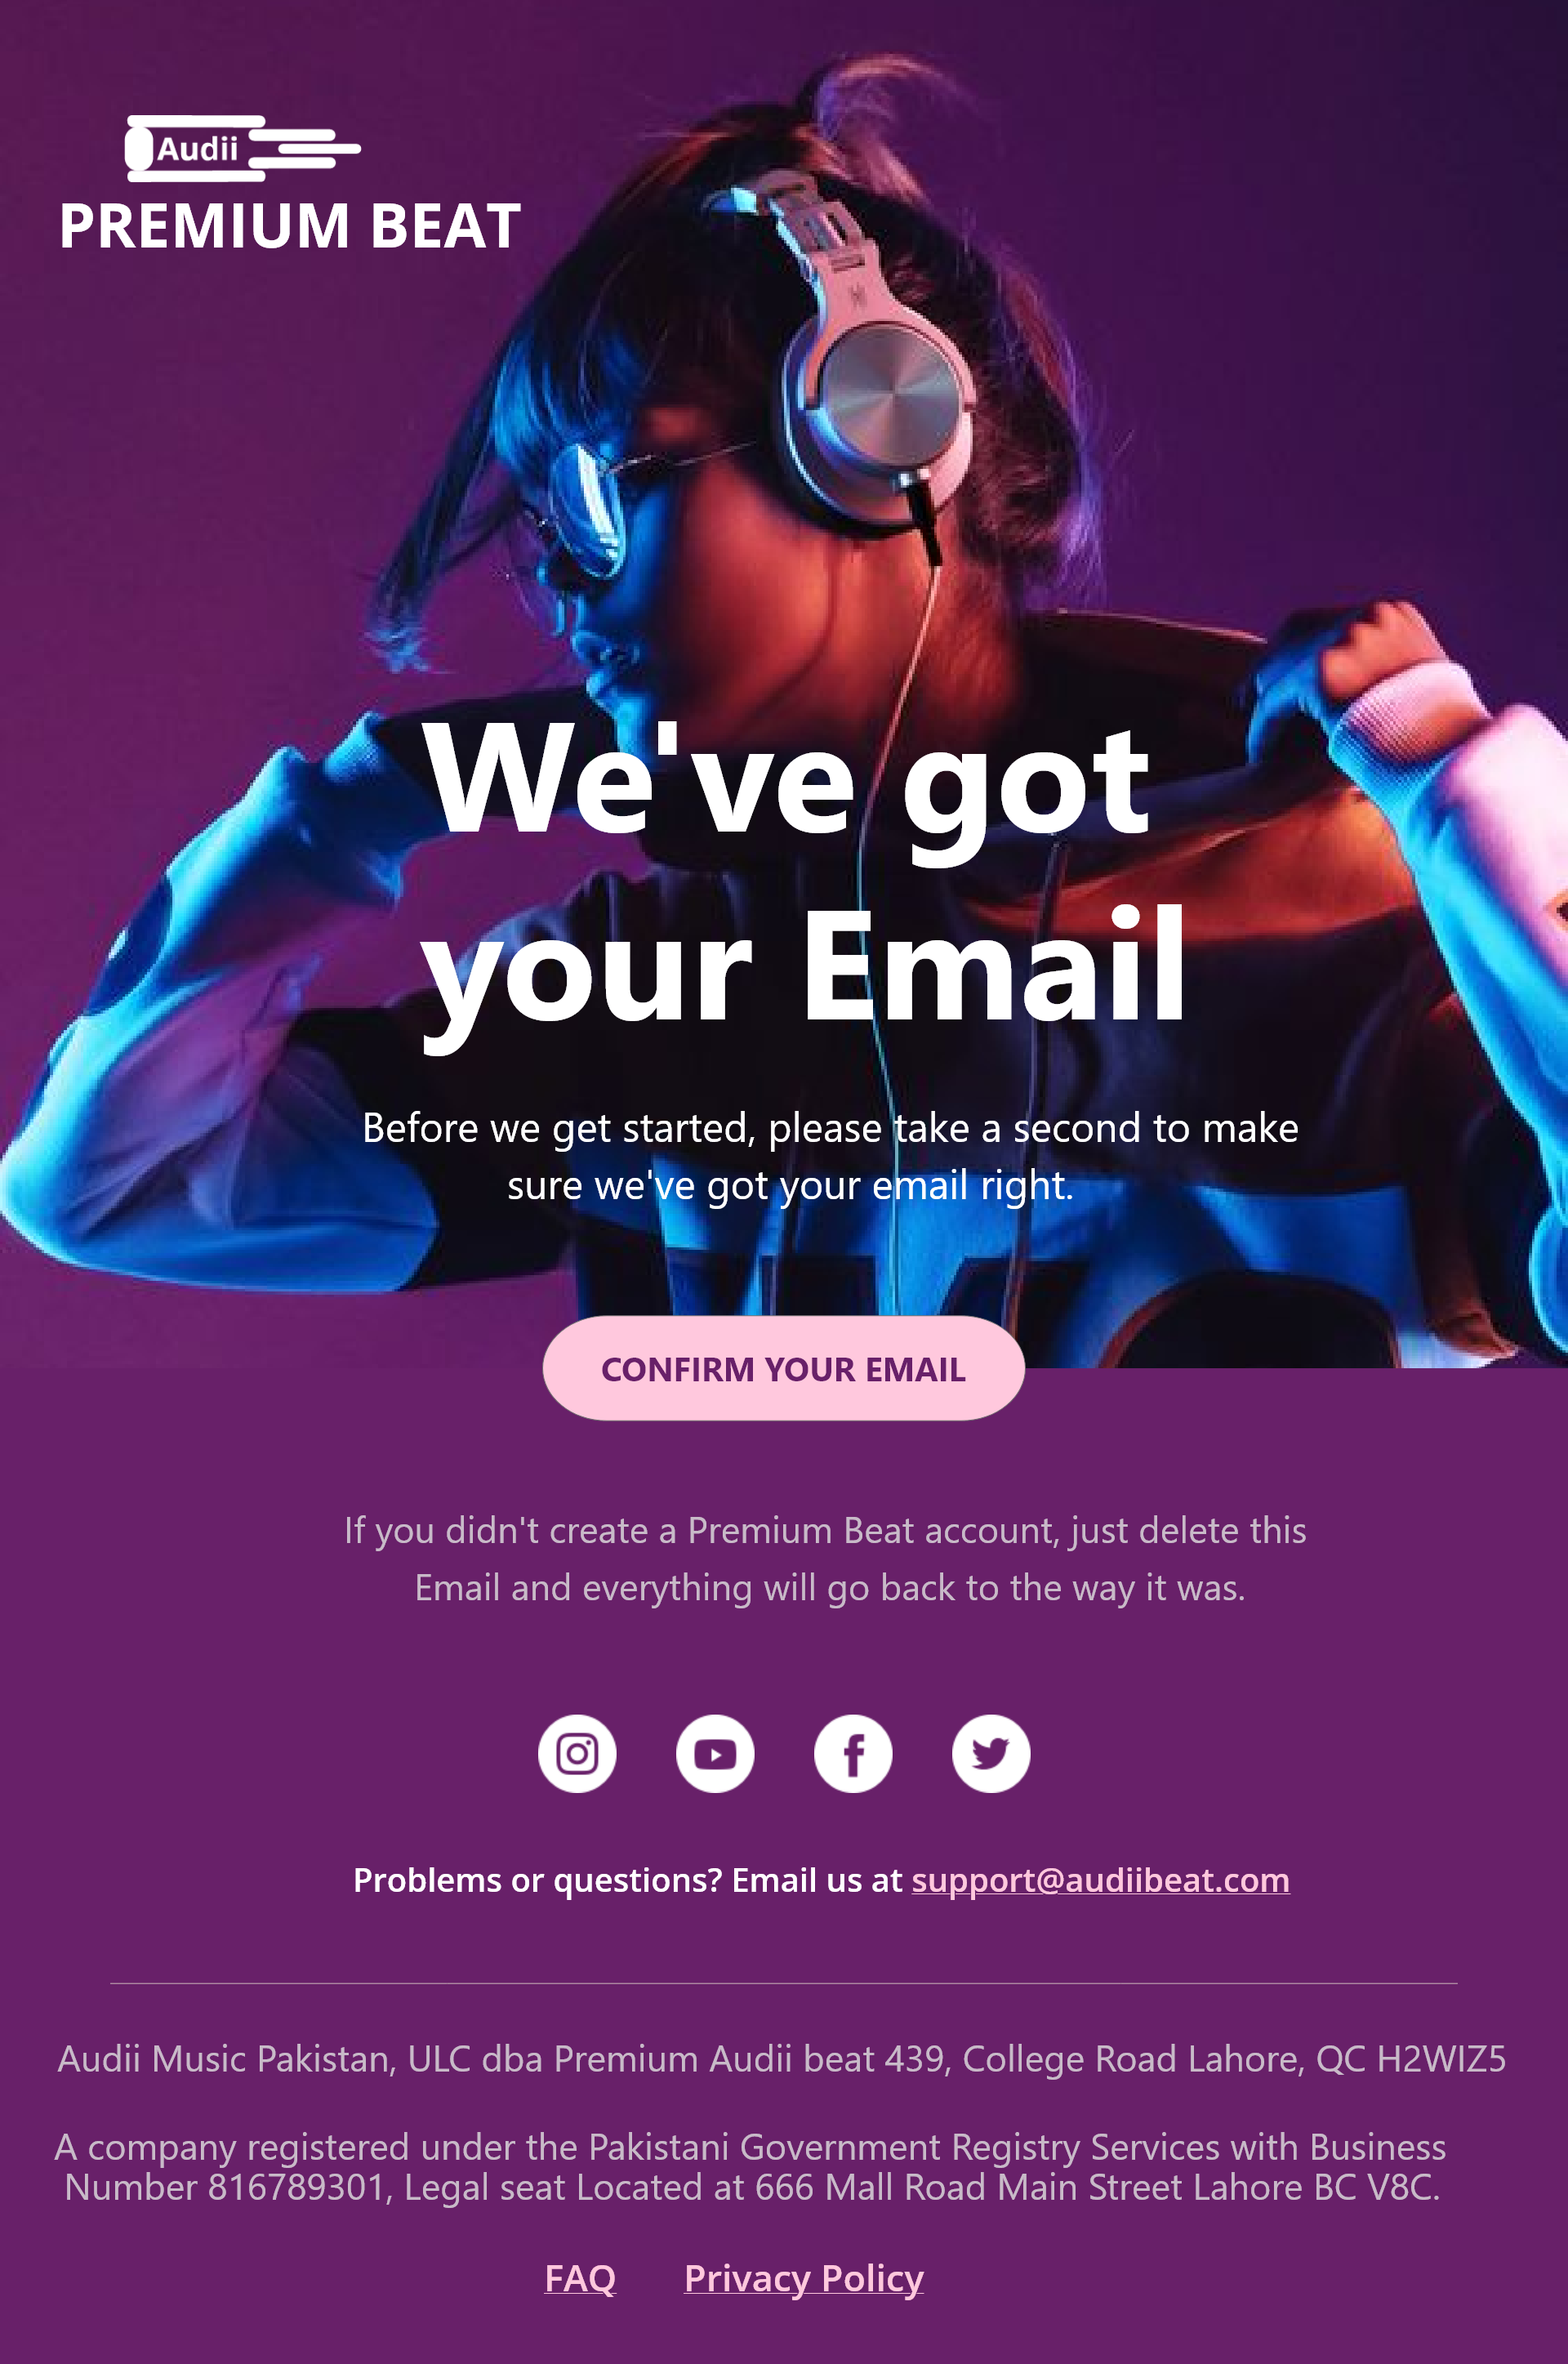 Audii
PREMIUM BEAT
We've got
your Email
Before we get started, please take a second to make
sure we've got your email right.
CONFIRM YOUR EMAIL
If you didn't create a Premium Beat account, just delete this
Email and everything will go back to the way it was.
Problems or questions? Email us at support@audiibeat.com
Audii Music Pakistan, ULC dba Premium Audii beat 439, College Road Lahore, QC H2WIZ5
A company registered under the Pakistani Government Registry Services with Business
Number 816789301, Legal seat Located at 666 Mall Road Main Street Lahore BC V8C.
FAQ Privacy Policy